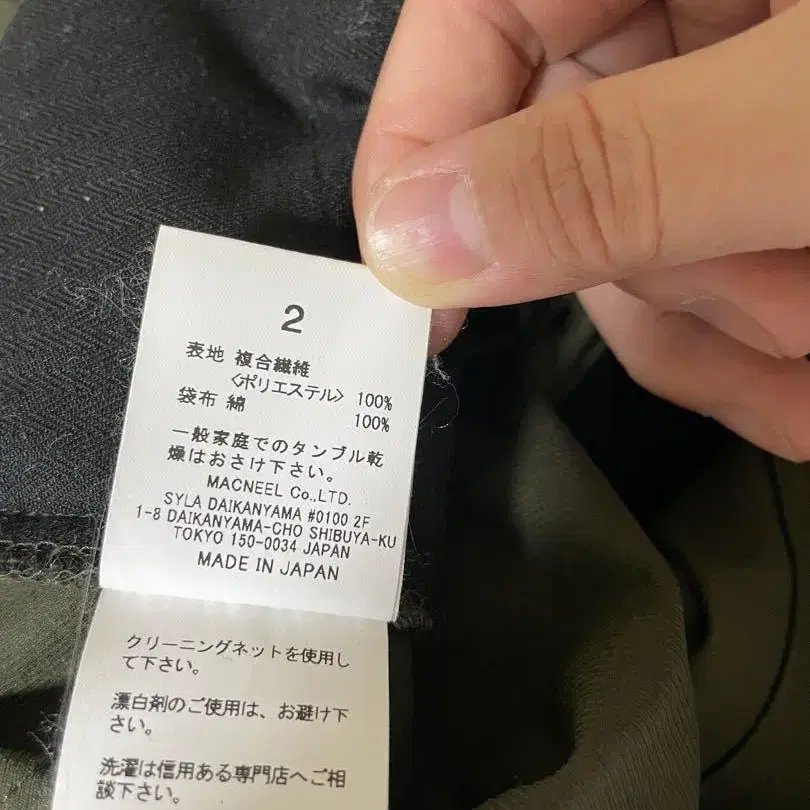 2
表地 複合繊維
〈ポリエステル〉 100%
袋布 綿 100%
一般家庭でのタンブル乾
燥はおさけ下さい。
MACNEEL Co.,LTD.
SYLA DAIKANYAMA #0100 2F
1-8 DAIKANYAMA-CHO SHIBUYA-KU
TOKYO 150-0034 JAPAN
MADE IN JAPAN
クリーニングネットを使用し
て下さい。
漂白剤のご使用は、お避け下
さい。
洗濯は信用ある専門店へご相
談下さい。